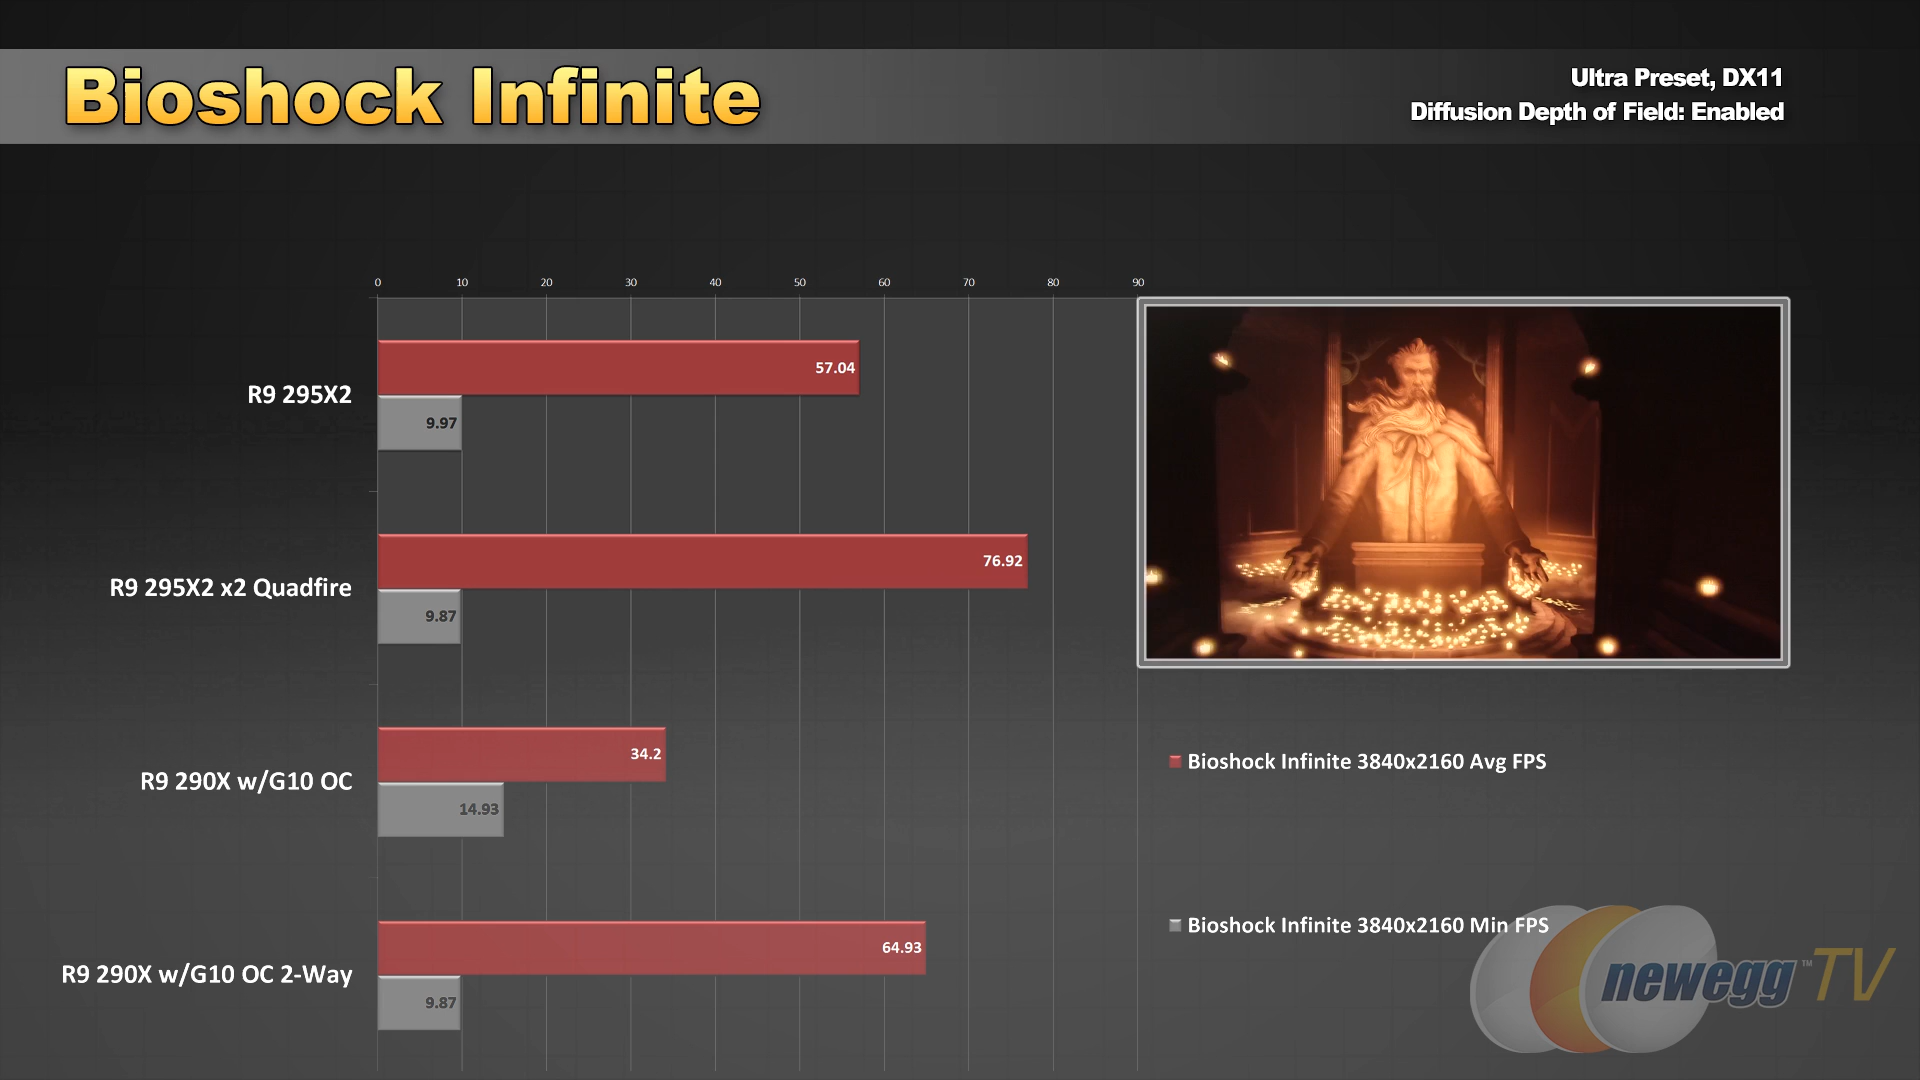 Bioshock Infinite
Ultra Preset, DX11
Diffusion Depth of Field: Enabled
0 10 20 30 40 50 60 70 80 90
R9 295X2
57.04
9.97
R9 295X2 x2 Quadfire
76.92
9.87
R9 290X w/G10 OC
34.2
14.93
R9 290X w/G10 OC 2-Way
64.93
9.87
Bioshock Infinite 3840x2160 Avg FPS
Bioshock Infinite 3840x2160 Min FPS
newegg™TV